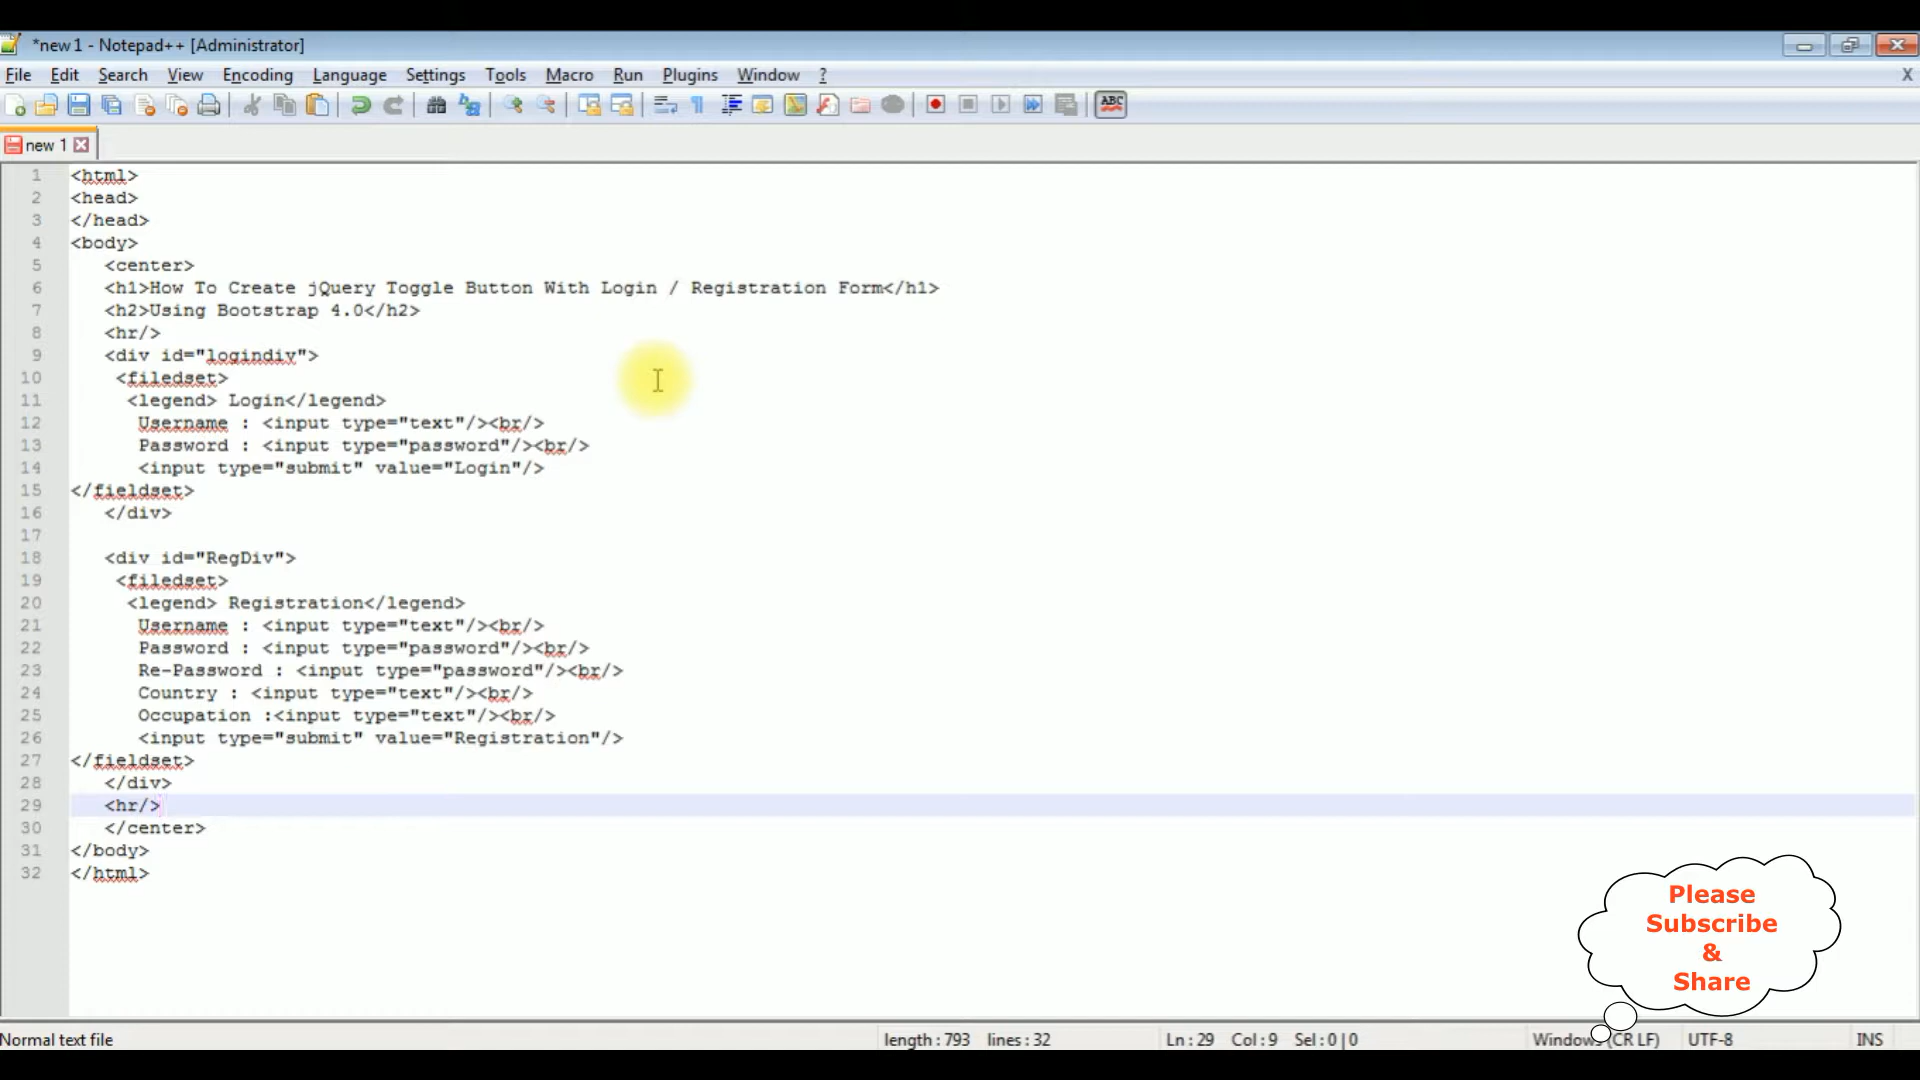 *new 1 - Notepad++ [Administrator]
File Edit Search View Encoding Language Settings Tools Macro Run Plugins Window ? X
ABC
new 1
1 <html>
2 <head>
3 </head>
4 <body>
5 <center>
6 <h1>How To Create jQuery Toggle Button With Login / Registration Form</h1>
7 <h2>Using Bootstrap 4.0</h2>
8 <hr/>
9 <div id="logindiv">
10 <filedset>
11 <legend> Login</legend>
12 Username : <input type="text"/><br/>
13 Password : <input type="password"/><br/>
14 <input type="submit" value="Login"/>
15 </fieldset>
16 </div>
17
18 <div id="RegDiv">
19 <filedset>
20 <legend> Registration</legend>
21 Username : <input type="text"/><br/>
22 Password : <input type="password"/><br/>
23 Re-Password : <input type="password"/><br/>
24 Country : <input type="text"/><br/>
25 Occupation :<input type="text"/><br/>
26 <input type="submit" value="Registration"/>
27 </fieldset>
28 </div>
29 <hr/>
30 </center>
31 </body>
32 </html>
Please
Subscribe
&
Share
Normal text file length : 793 lines : 32 Ln : 29 Col : 9 Sel : 0 | 0 Windows (CR LF) UTF-8 INS